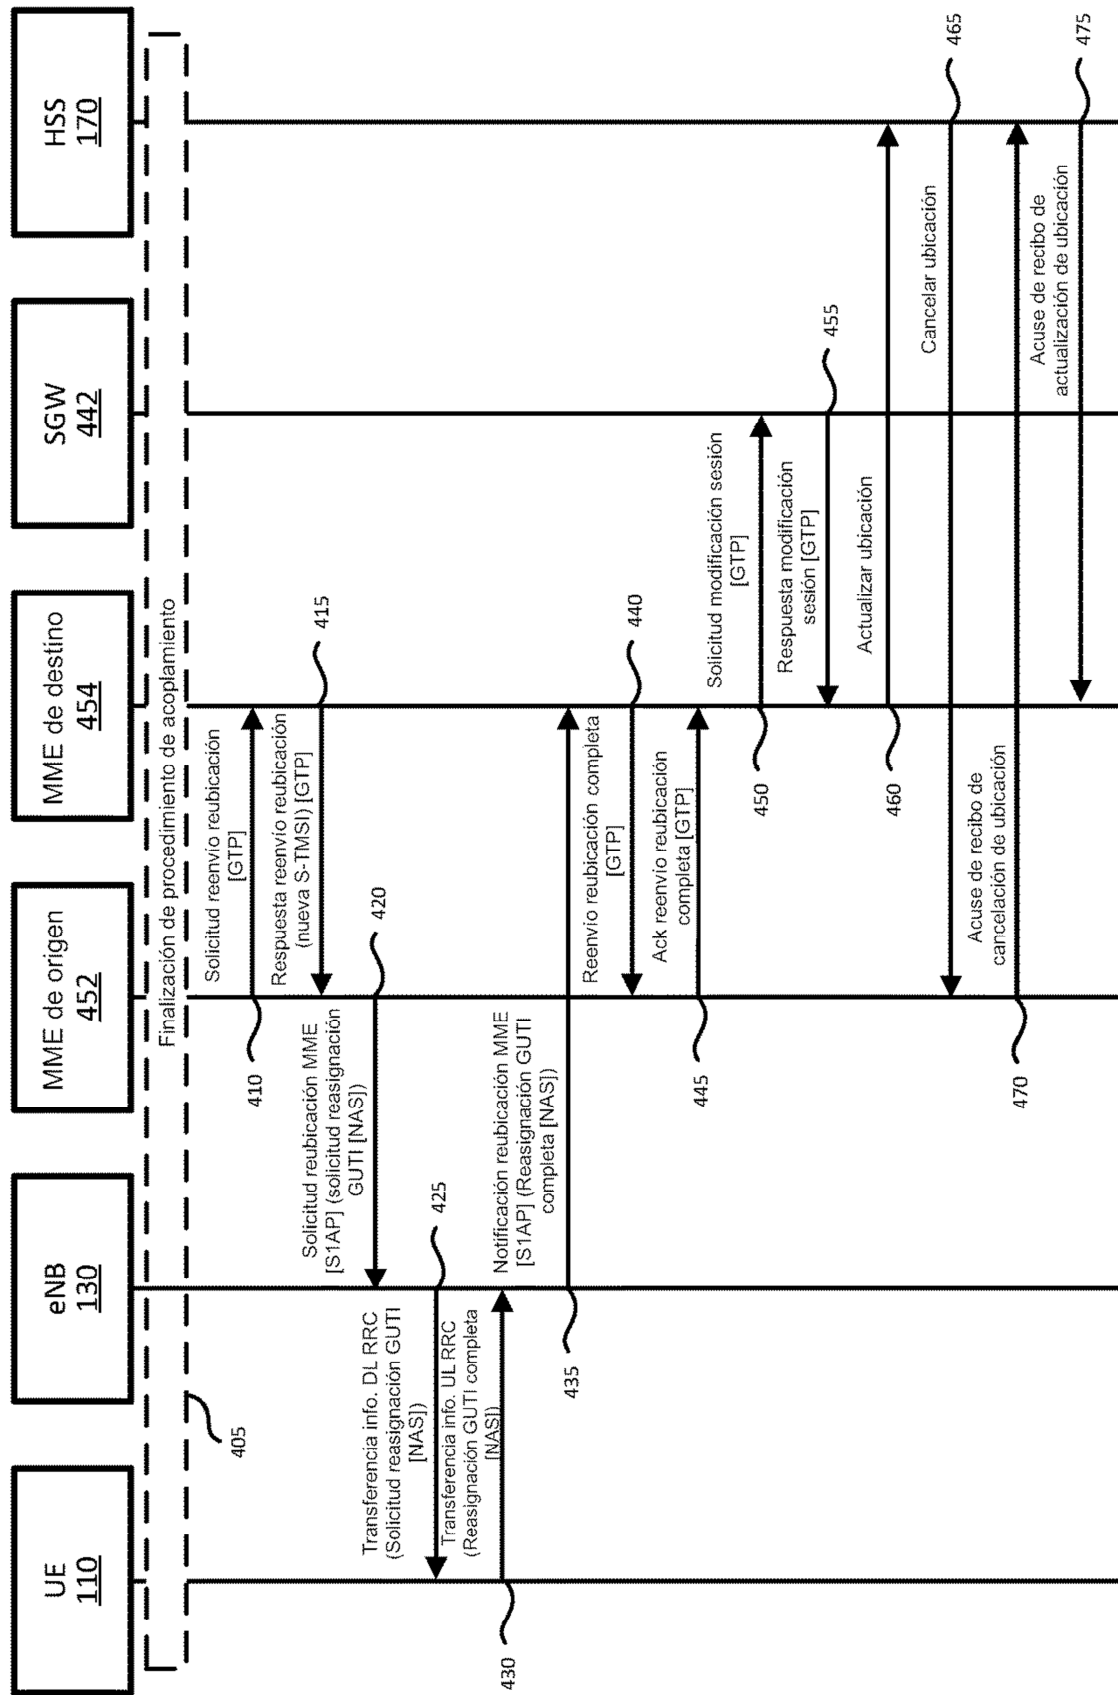 UE
110
eNB
130
MME de origen
452
MME de destino
454
SGW
442
HSS
170
Finalización de procedimiento de acoplamiento
405
Solicitud reenvío reubicación
[GTP]
410
Respuesta reenvío reubicación
(nueva S-TMSI) [GTP]
415
Solicitud reubicación MME
[S1AP] (solicitud reasignación
GUTI [NAS])
420
Transferencia info. DL RRC
(Solicitud reasignación GUTI
[NAS])
425
Transferencia info. UL RRC
(Reasignación GUTI completa
[NAS])
430
Notificación reubicación MME
[S1AP] (Reasignación GUTI
completa [NAS])
435
Reenvío reubicación completa
[GTP]
440
Ack reenvío reubicación
completa [GTP]
445
Solicitud modificación sesión
[GTP]
450
Respuesta modificación
sesión [GTP]
455
Actualizar ubicación
460
Cancelar ubicación
465
Acuse de recibo de
cancelación de ubicación
470
Acuse de recibo de
actualización de ubicación
475